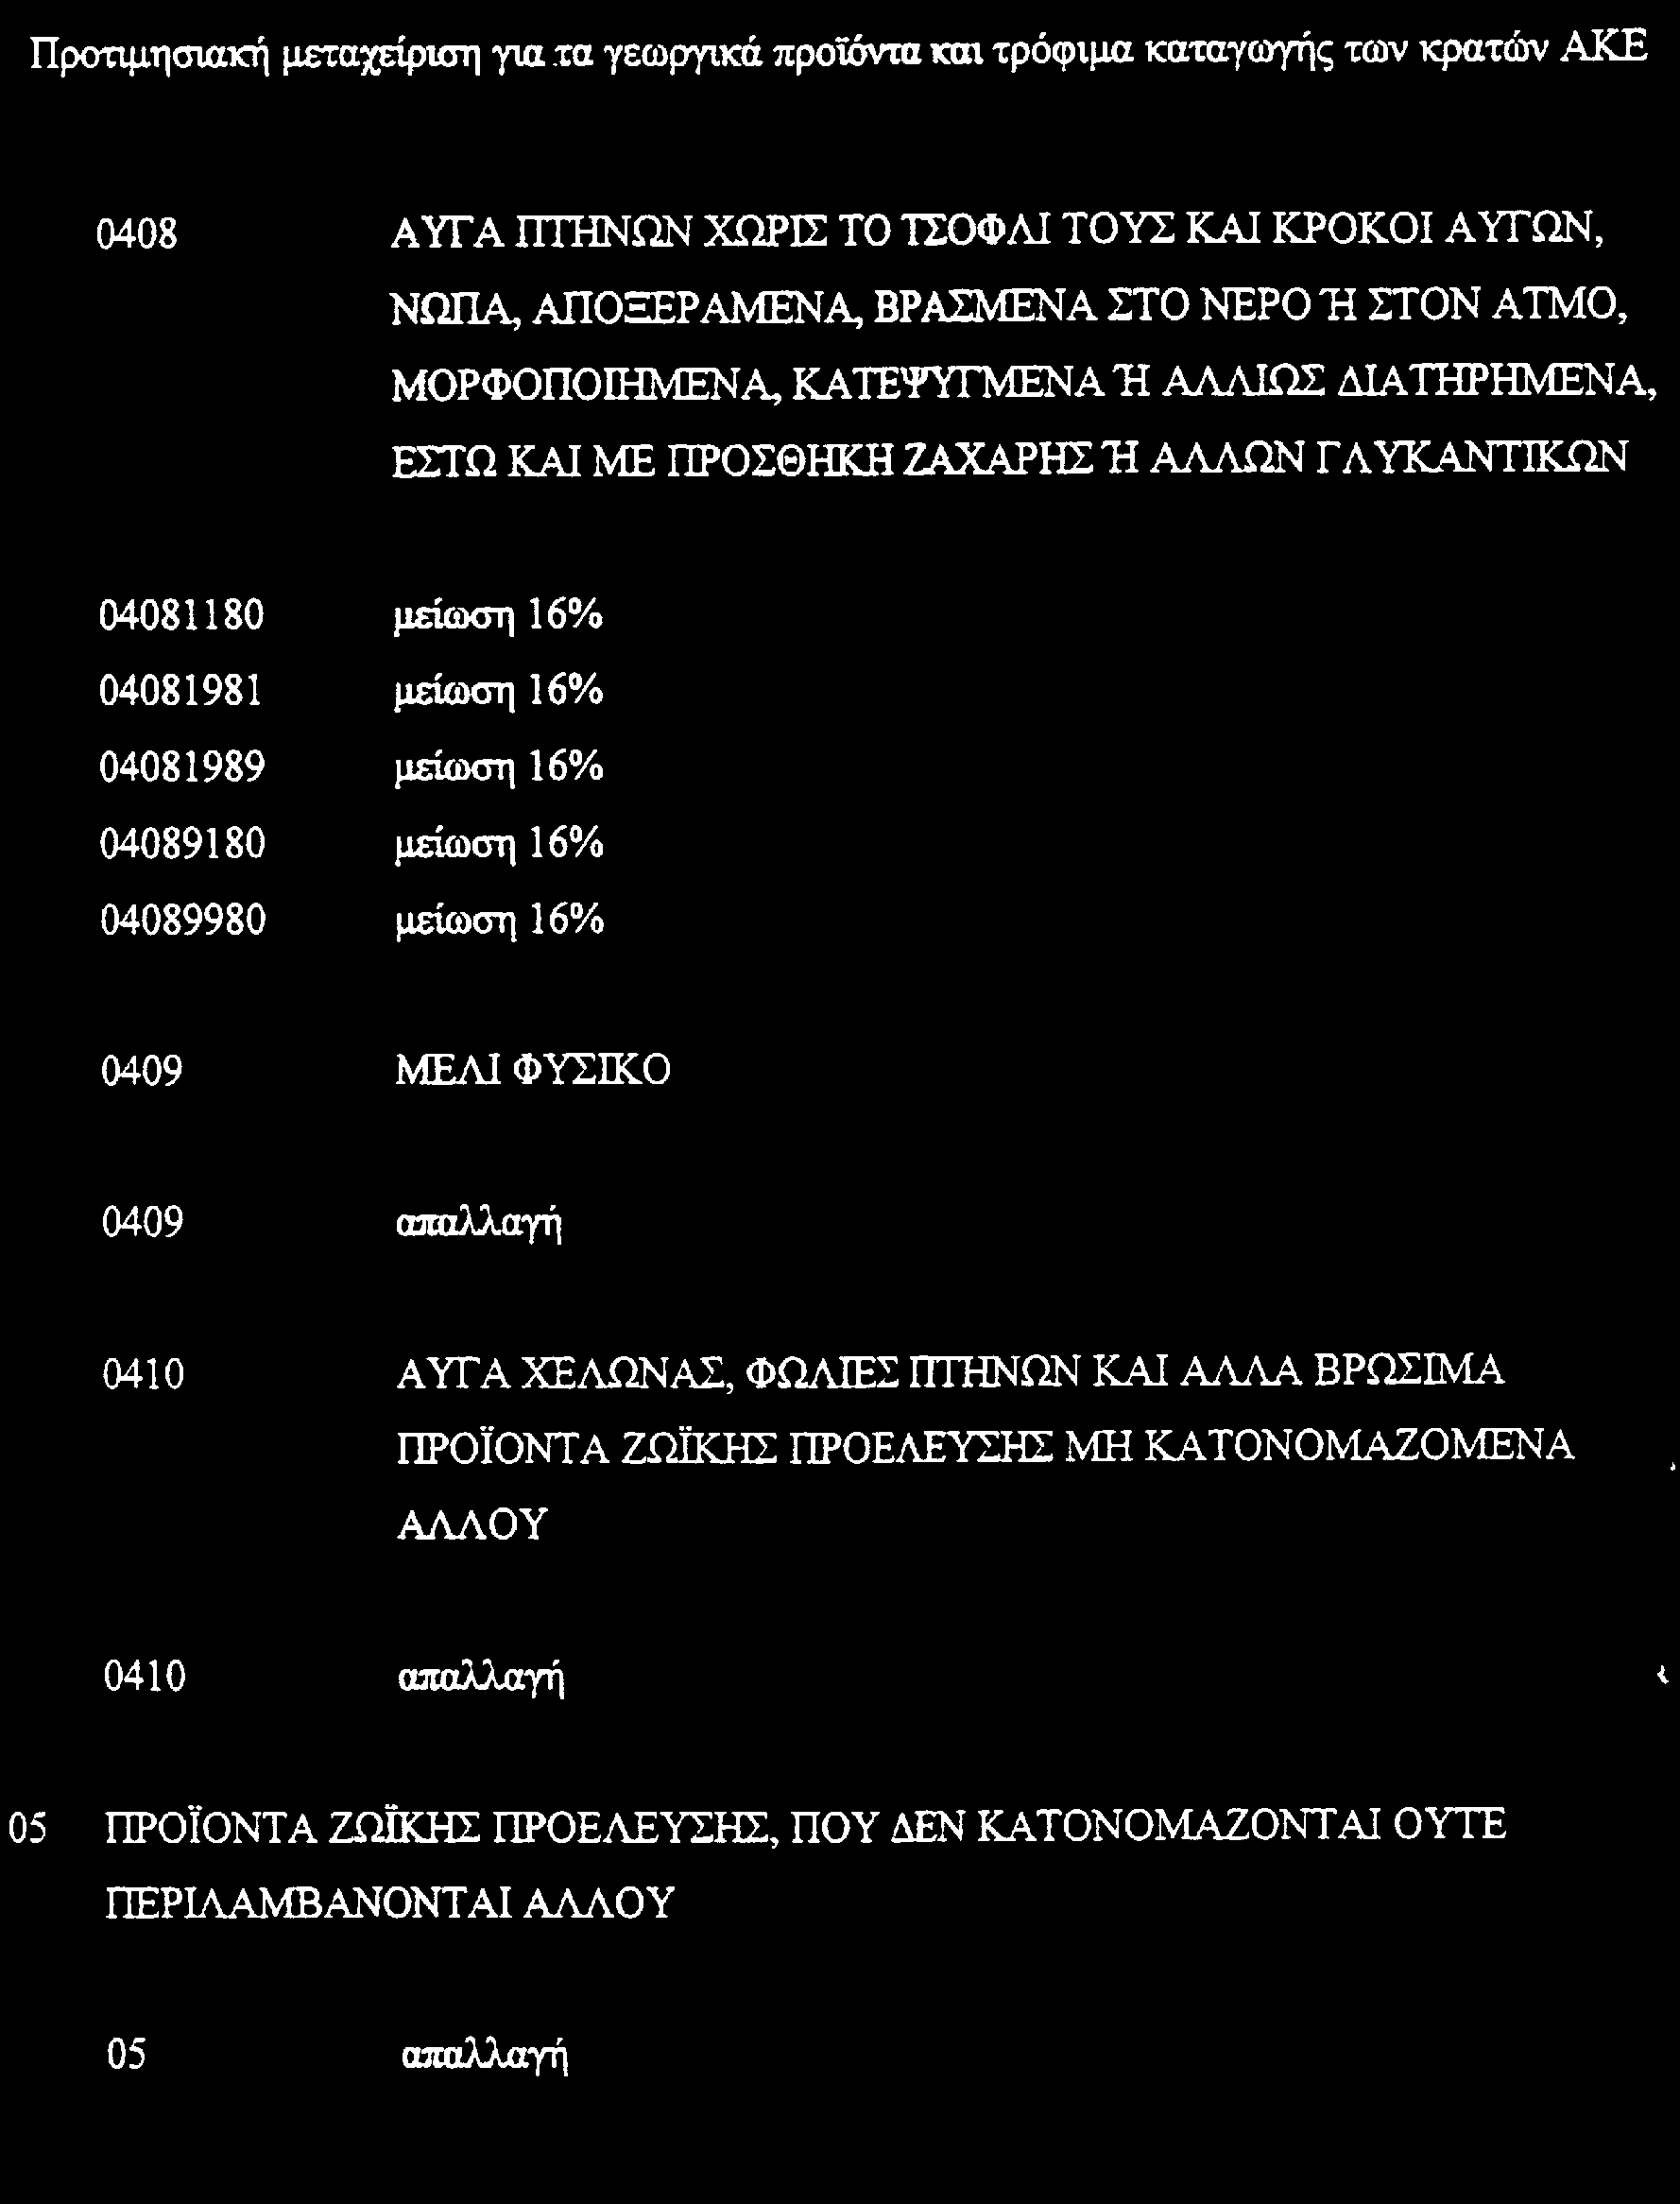 Προτιμησιακή μεταχείριση για τα γεωργικά προϊόντα και τρόφιμα καταγωγής των κρατών ΑΚΕ
0408 ΑΥΓΑ ΠΤΗΝΩΝ ΧΩΡΙΣ ΤΟ ΤΣΟΦΛΙ ΤΟΥΣ ΚΑΙ ΚΡΟΚΟΙ ΑΥΓΩΝ,
ΝΩΠΑ, ΑΠΟΞΕΡΑΜΕΝΑ, ΒΡΑΣΜΕΝΑ ΣΤΟ ΝΕΡΟ Ή ΣΤΟΝ ΑΤΜΟ,
ΜΟΡΦΟΠΟΙΗΜΕΝΑ, ΚΑΤΕΨΥΓΜΕΝΑ Ή ΑΛΛΙΩΣ ΔΙΑΤΗΡΗΜΕΝΑ,
ΕΣΤΩ ΚΑΙ ΜΕ ΠΡΟΣΘΗΚΗ ΖΑΧΑΡΗΣ Ή ΑΛΛΩΝ ΓΛΥΚΑΝΤΙΚΩΝ
04081180 μείωση 16%
04081981 μείωση 16%
04081989 μείωση 16%
04089180 μείωση 16%
04089980 μείωση 16%
0409 ΜΕΛΙ ΦΥΣΙΚΟ
0409 απαλλαγή
0410 ΑΥΓΑ ΧΕΛΩΝΑΣ, ΦΩΛΙΕΣ ΠΤΗΝΩΝ ΚΑΙ ΑΛΛΑ ΒΡΩΣΙΜΑ
ΠΡΟΪΟΝΤΑ ΖΩΪΚΗΣ ΠΡΟΕΛΕΥΣΗΣ ΜΗ ΚΑΤΟΝΟΜΑΖΟΜΕΝΑ
ΑΛΛΟΥ
0410 απαλλαγή
05 ΠΡΟΪΟΝΤΑ ΖΩΪΚΗΣ ΠΡΟΕΛΕΥΣΗΣ, ΠΟΥ ΔΕΝ ΚΑΤΟΝΟΜΑΖΟΝΤΑΙ ΟΥΤΕ
ΠΕΡΙΛΑΜΒΑΝΟΝΤΑΙ ΑΛΛΟΥ
05 απαλλαγή